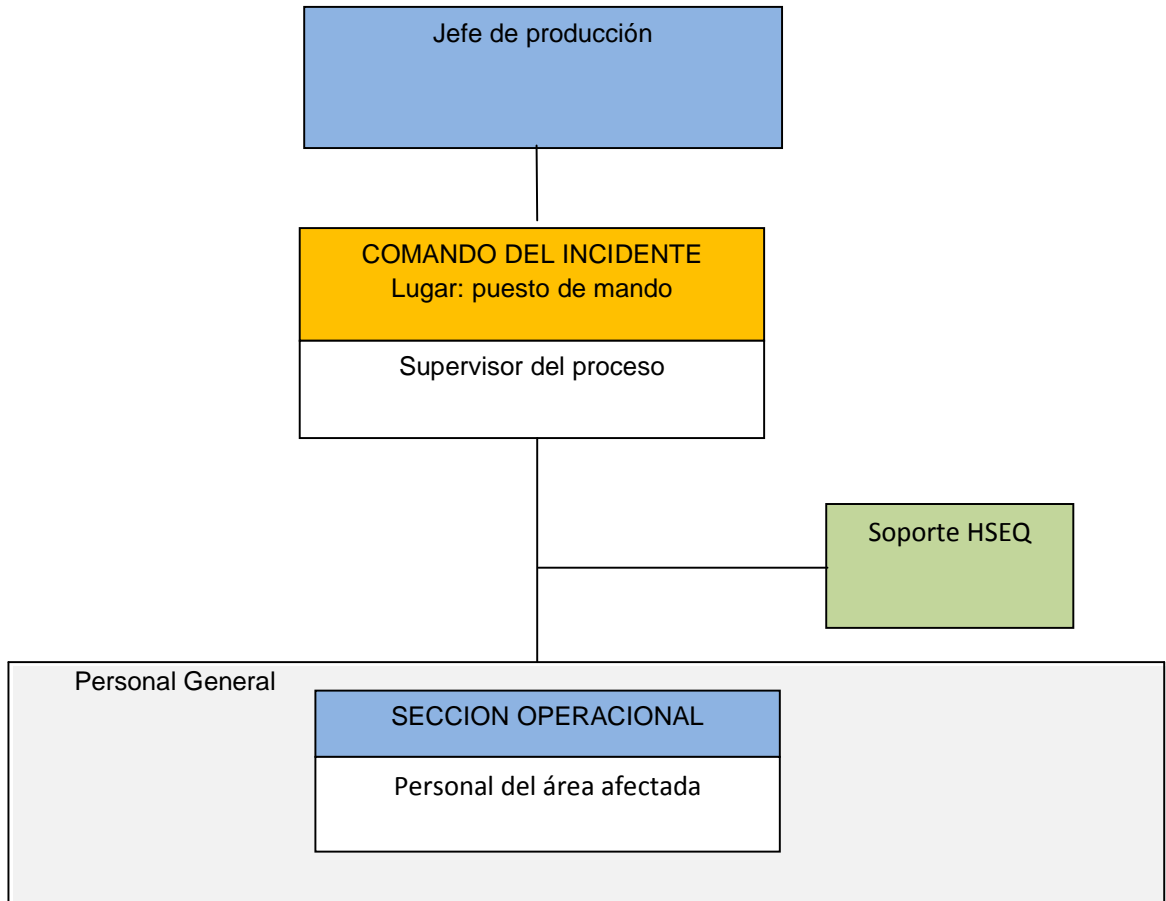 Jefe de producción
COMANDO DEL INCIDENTE
Lugar: puesto de mando
Supervisor del proceso
Soporte HSEQ
Personal General
SECCION OPERACIONAL
Personal del área afectada